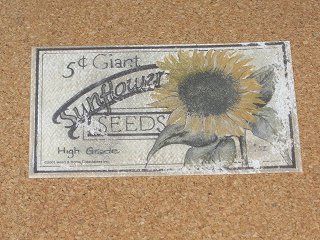 5¢ Giant
Sunflower
SEEDS
High Grade